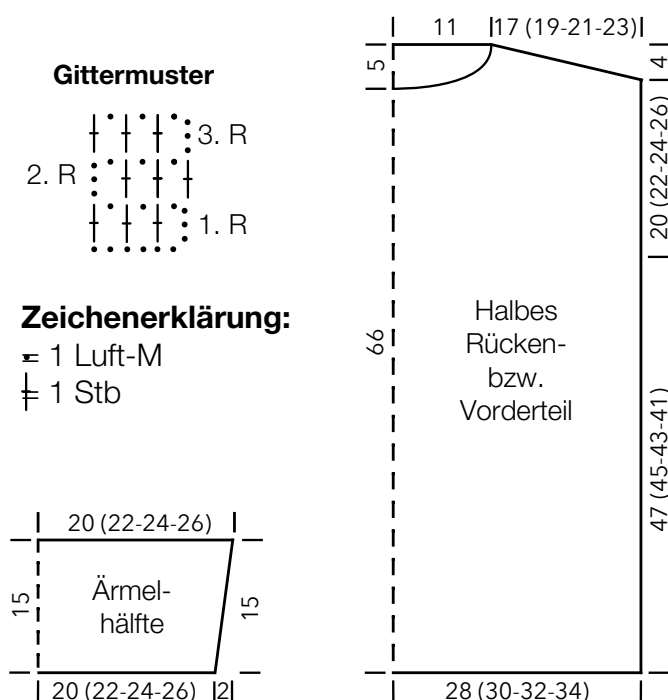 Gittermuster
3. R
2. R
1. R
Zeichenerklärung:
= 1 Luft-M
= 1 Stb
20 (22-24-26)
15
Ärmel-
hälfte
15
20 (22-24-26)
2
11
17 (19-21-23)
5
4
20 (22-24-26)
66
Halbes
Rücken-
bzw.
Vorderteil
47 (45-43-41)
28 (30-32-34)